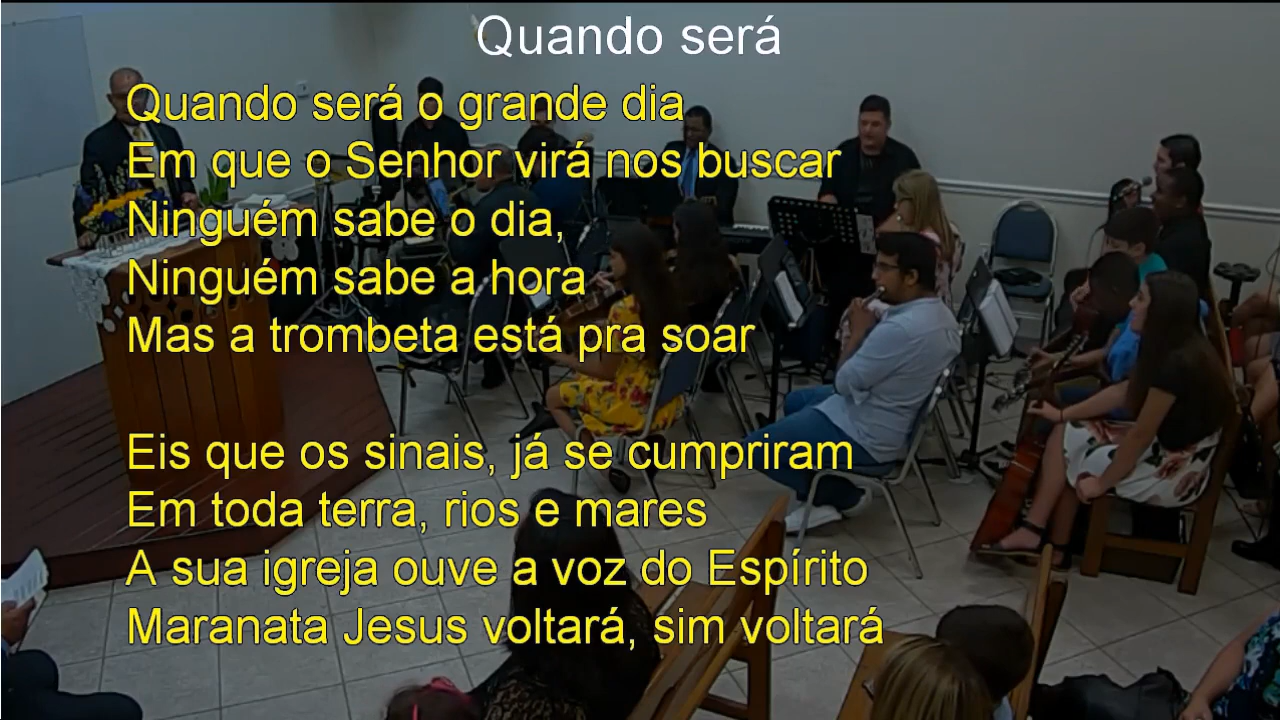 Quando será
Quando será o grande dia
Em que o Senhor virá nos buscar
Ninguém sabe o dia,
Ninguém sabe a hora
Mas a trombeta está pra soar
Eis que os sinais, já se cumpriram
Em toda terra, rios e mares
A sua igreja ouve a voz do Espírito
Maranata Jesus voltará, sim voltará